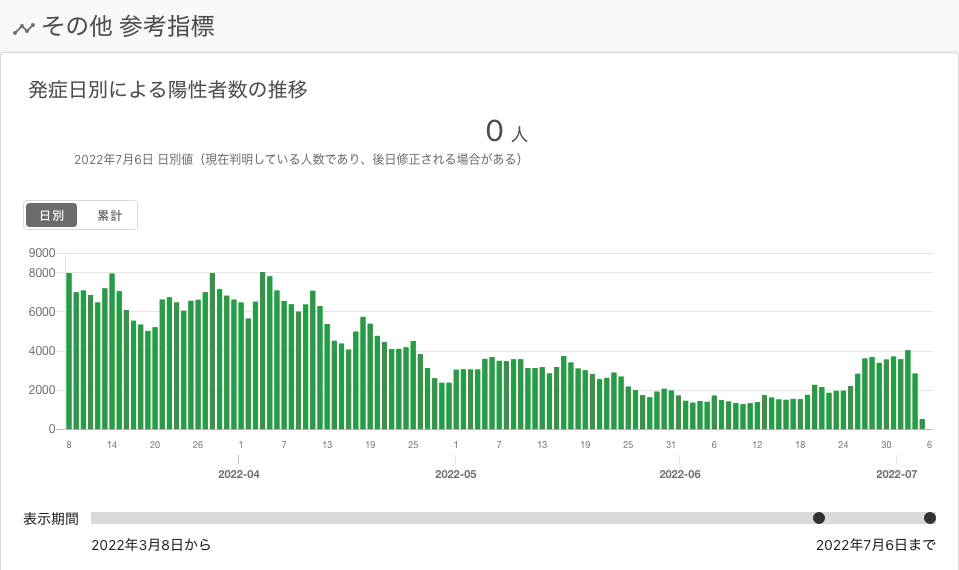 その他 参考指標
発症日別による陽性者数の推移
0 人
2022年7月6日 日別値（現在判明している人数であり、後日修正される場合がある）
日別 累計
9000
8000
6000
4000
2000
0
8 14 20 26 1 7 13 19 25 1 7 13 19 25 31 6 12 18 24 30 6
2022-04 2022-05 2022-06 2022-07
表示期間
2022年3月8日から 2022年7月6日まで